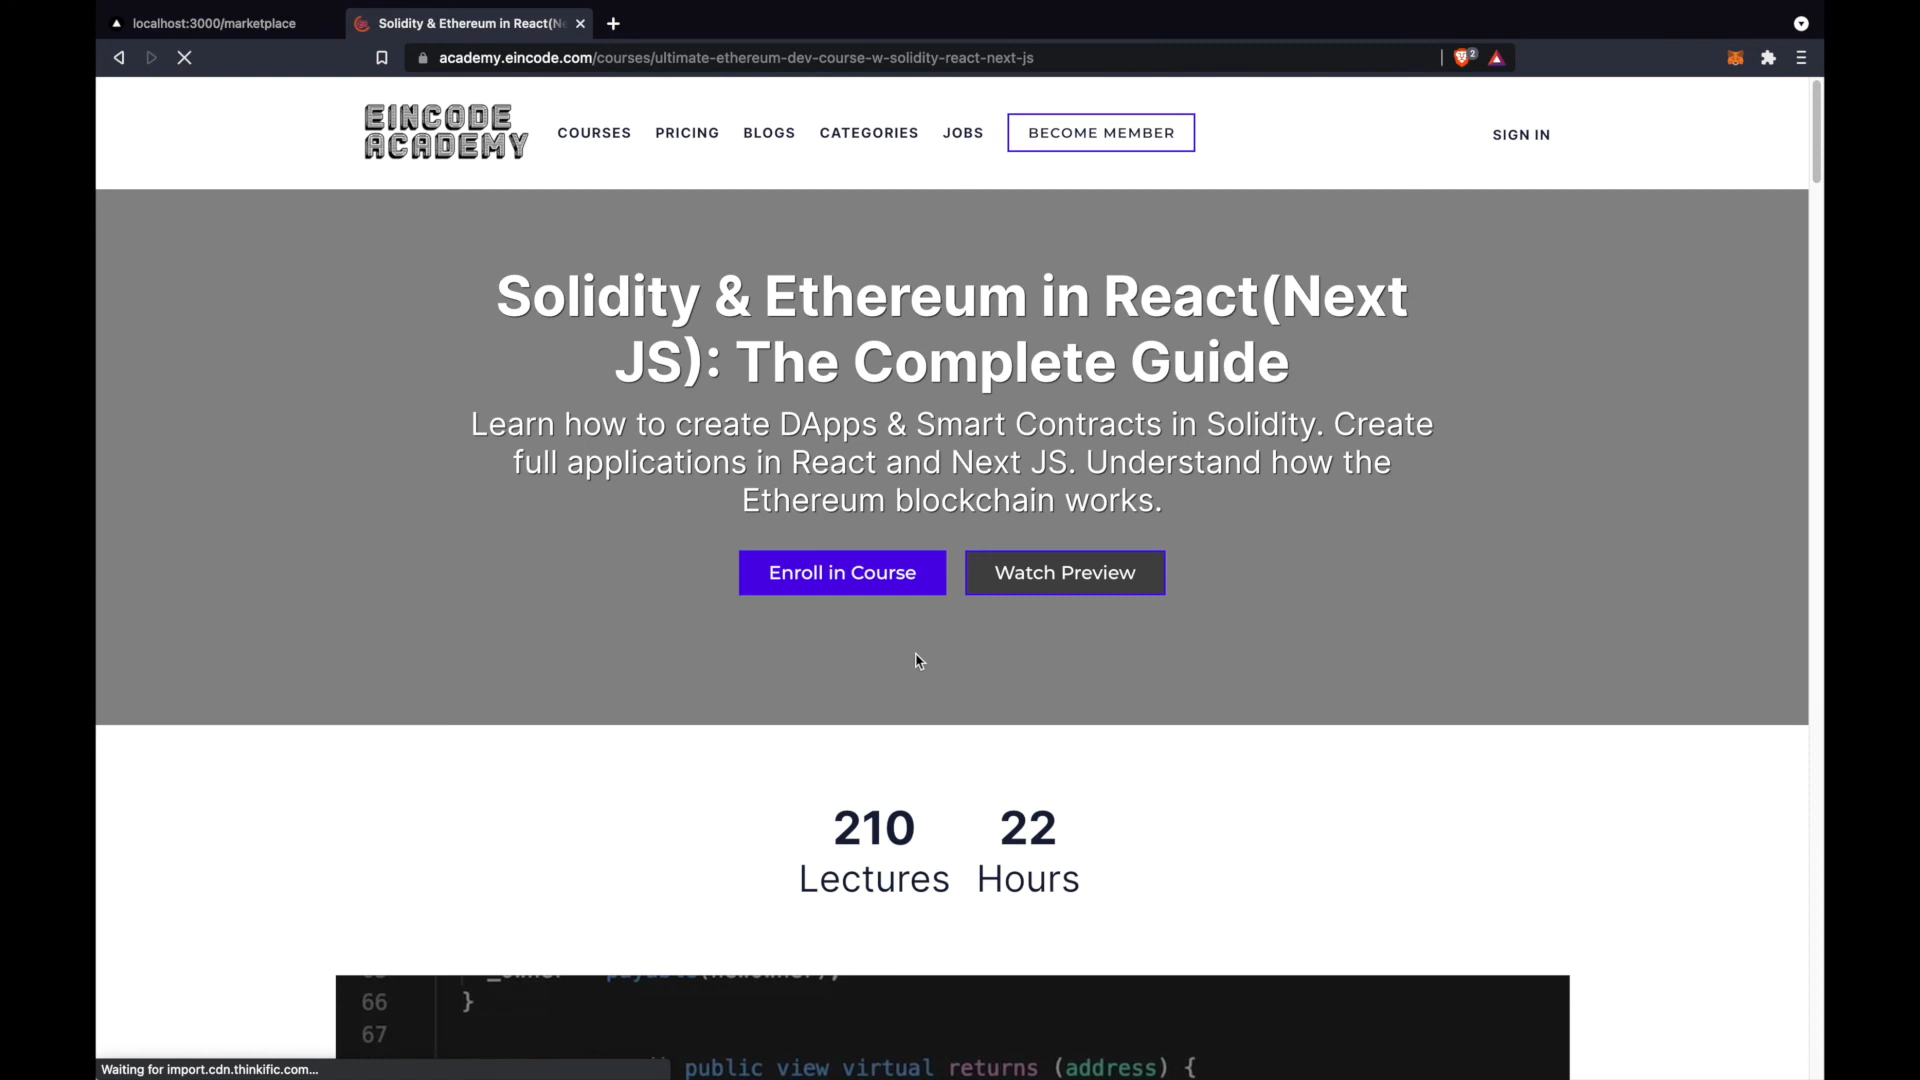 localhost:3000/marketplace
Solidity & Ethereum in React(Ne
academy.eincode.com/courses/ultimate-ethereum-dev-course-w-solidity-react-next-js
2
EINCODE
ACADEMY
COURSES
PRICING
BLOGS
CATEGORIES
JOBS
BECOME MEMBER
SIGN IN
Solidity & Ethereum in React(Next
JS): The Complete Guide
Learn how to create DApps & Smart Contracts in Solidity. Create
full applications in React and Next JS. Understand how the
Ethereum blockchain works.
Enroll in Course
Watch Preview
210
22
Lectures
Hours
66 }
67
public view virtual returns (address) {
Waiting for import.cdn.thinkific.com...